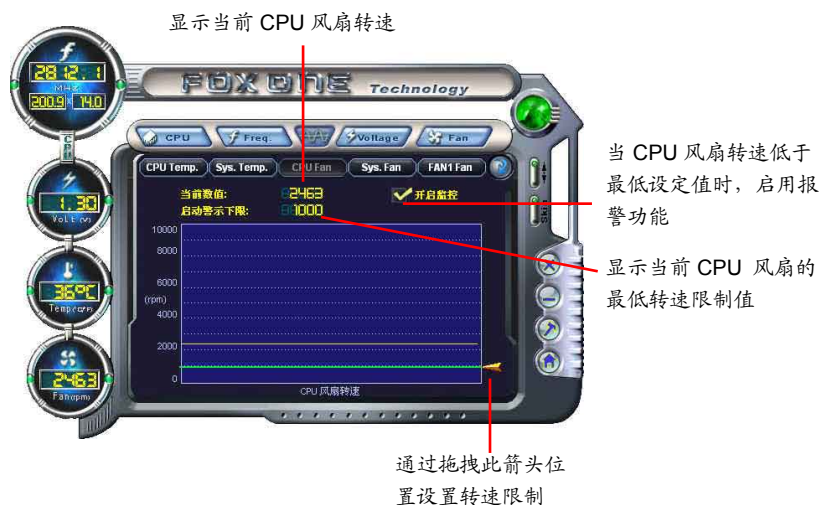 显示当前 CPU 风扇转速
2812.1
MHz
200.9 × 14.0
FOX ONE Technology
CPU
Freq.
Voltage
Fan
CPU
CPU Temp.
Sys. Temp.
CPU Fan
Sys. Fan
FAN1 Fan
当前数值: 2463
开启监控
启动警示下限: 1000
当 CPU 风扇转速低于
最低设定值时，启用报
警功能
1.30
Volt.(V)
10000
8000
6000
(rpm)
4000
2000
0
CPU 风扇转速
显示当前 CPU 风扇的
最低转速限制值
36℃
2463
Fan(rpm)
通过拖拽此箭头位
置设置转速限制